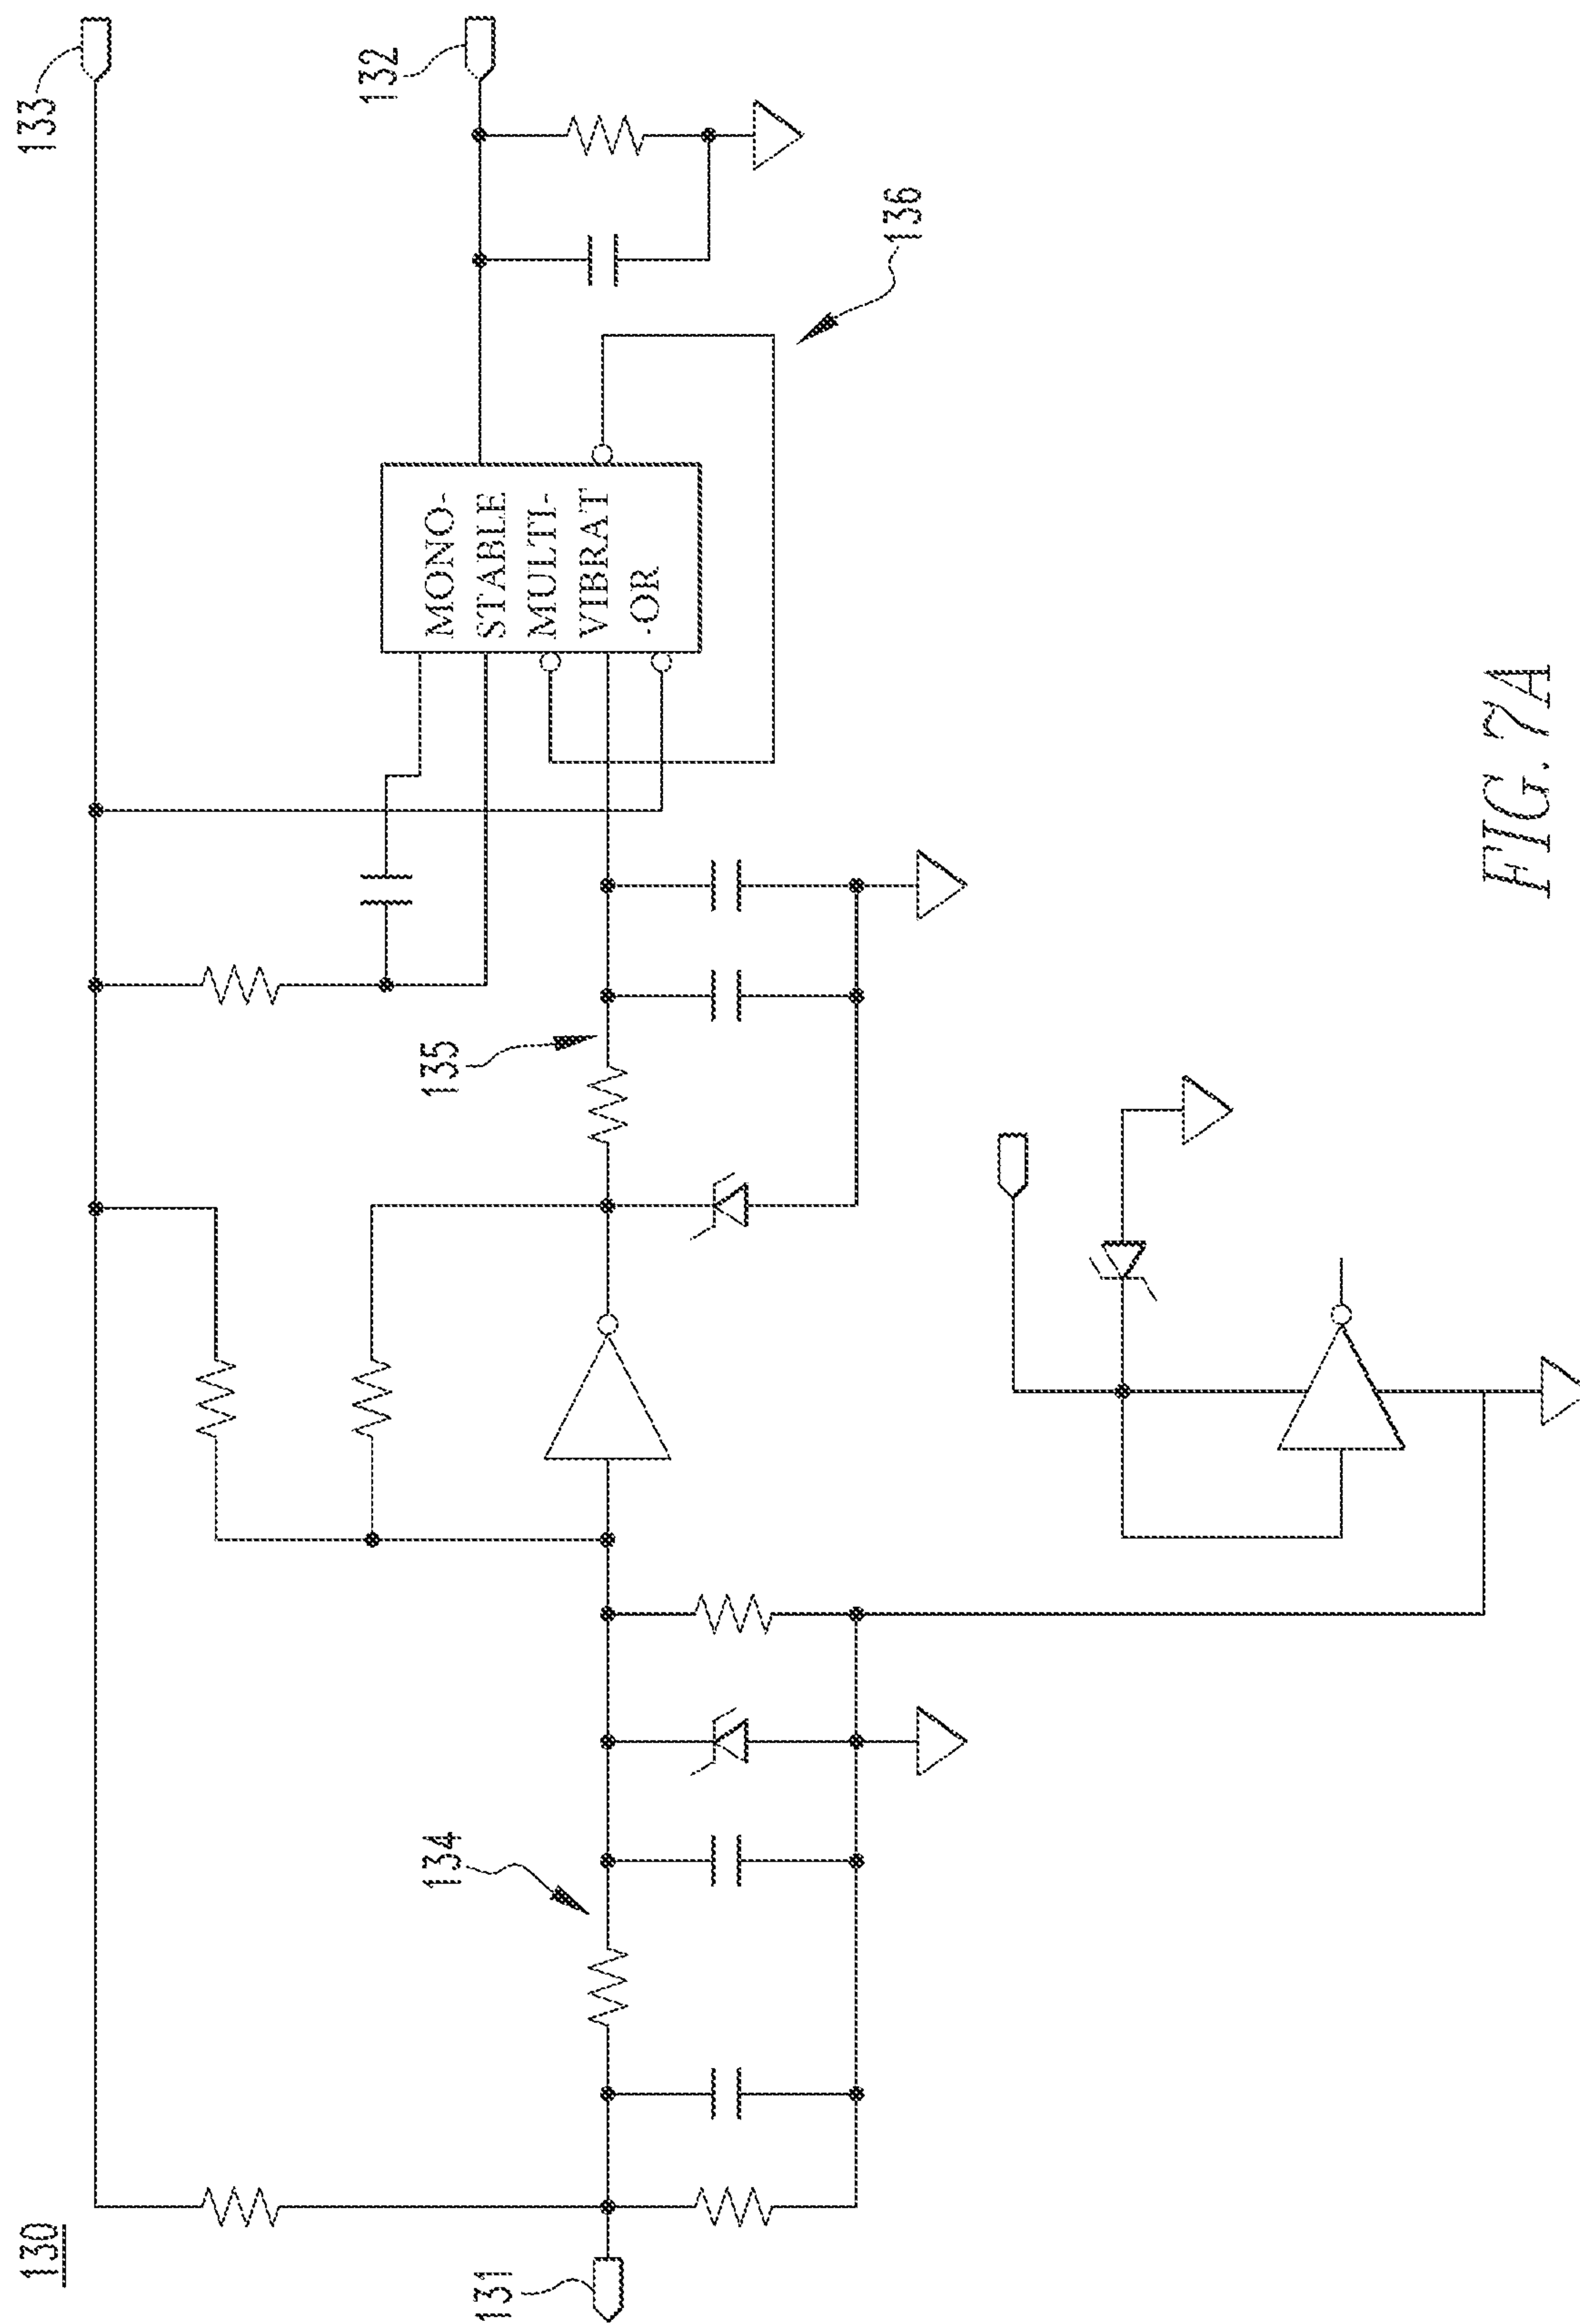 130
133
132
131
134
135
136
MONO-
STABLE
MULTI-
VIBRAT
-OR
FIG. 7A